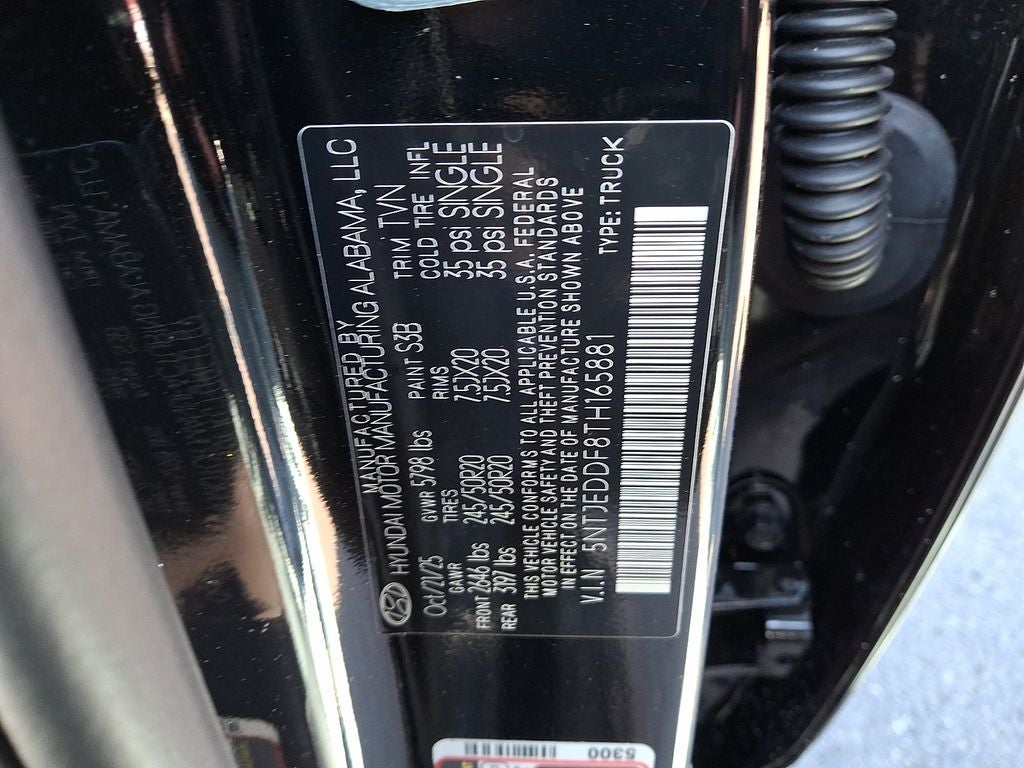 MANUFACTURED BY
HYUNDAI MOTOR MANUFACTURING ALABAMA, LLC
Oct/21/25 GVWR 5798 lbs PAINT S3B TRIM TVN
GAWR TIRES RIMS COLD TIRE INFL
FRONT 2646 lbs 245/50R20 7.5JX20 35 psi SINGLE
REAR 3197 lbs 245/50R20 7.5JX20 35 psi SINGLE
THIS VEHICLE CONFORMS TO ALL APPLICABLE U.S.A. FEDERAL
MOTOR VEHICLE SAFETY AND THEFT PREVENTION STANDARDS
IN EFFECT ON THE DATE OF MANUFACTURE SHOWN ABOVE
V.I.N. 5NTJEDDF8TH165881 TYPE: TRUCK
5300